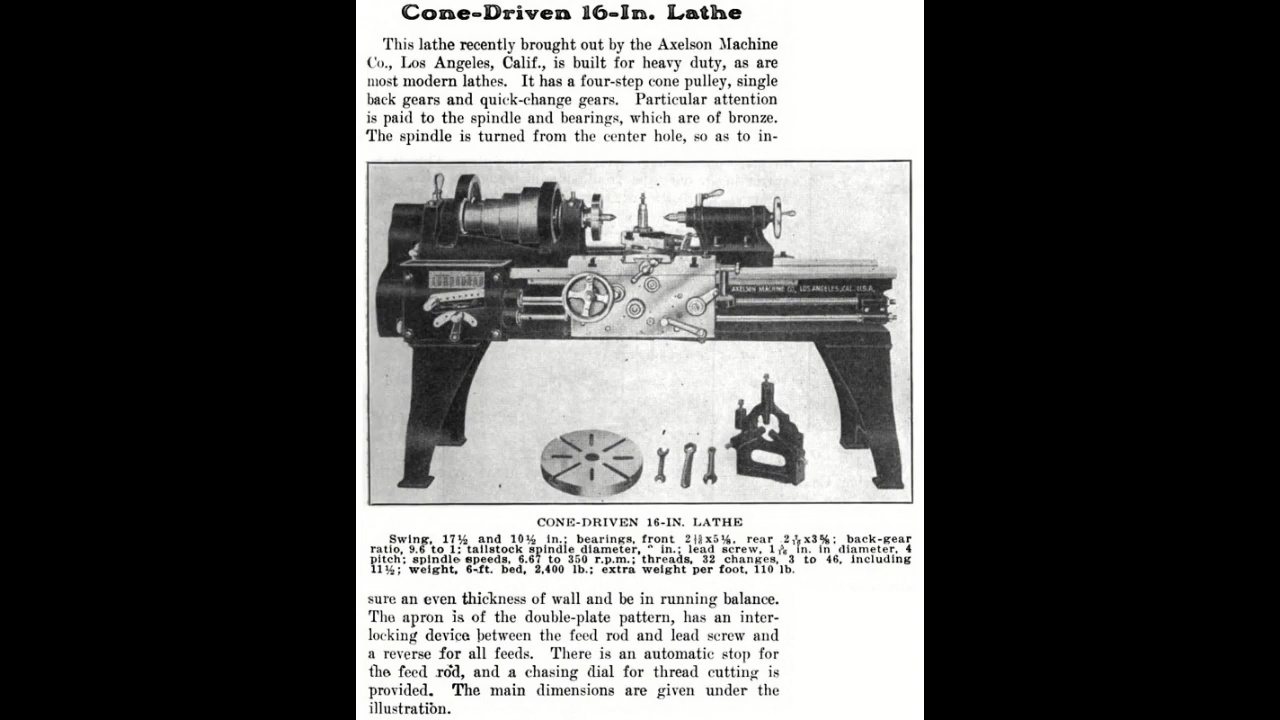 Cone-Driven 16-In. Lathe
This lathe recently brought out by the Axelson Machine
Co., Los Angeles, Calif., is built for heavy duty, as are
most modern lathes. It has a four-step cone pulley, single
back gears and quick-change gears. Particular attention
is paid to the spindle and bearings, which are of bronze.
The spindle is turned from the center hole, so as to in-
AXELSON MACHINE CO. LOS ANGELES, CAL. U.S.A.
CONE-DRIVEN 16-IN. LATHE
Swing, 17½ and 10½ in.; bearings, front rear back-gear
ratio, 9.6 to 1; tailstock spindle diameter, in.; lead screw, in. in diameter, 4
pitch; spindle speeds, 6.67 to 350 r.p.m.; threads, 32 changes, 3 to 46, including
11½; weight, 6-ft. bed, 2,400 lb.; extra weight per foot, 110 lb.
sure an even thickness of wall and be in running balance.
The apron is of the double-plate pattern, has an inter-
locking device between the feed rod and lead screw and
a reverse for all feeds. There is an automatic stop for
the feed rod, and a chasing dial for thread cutting is
provided. The main dimensions are given under the
illustration.